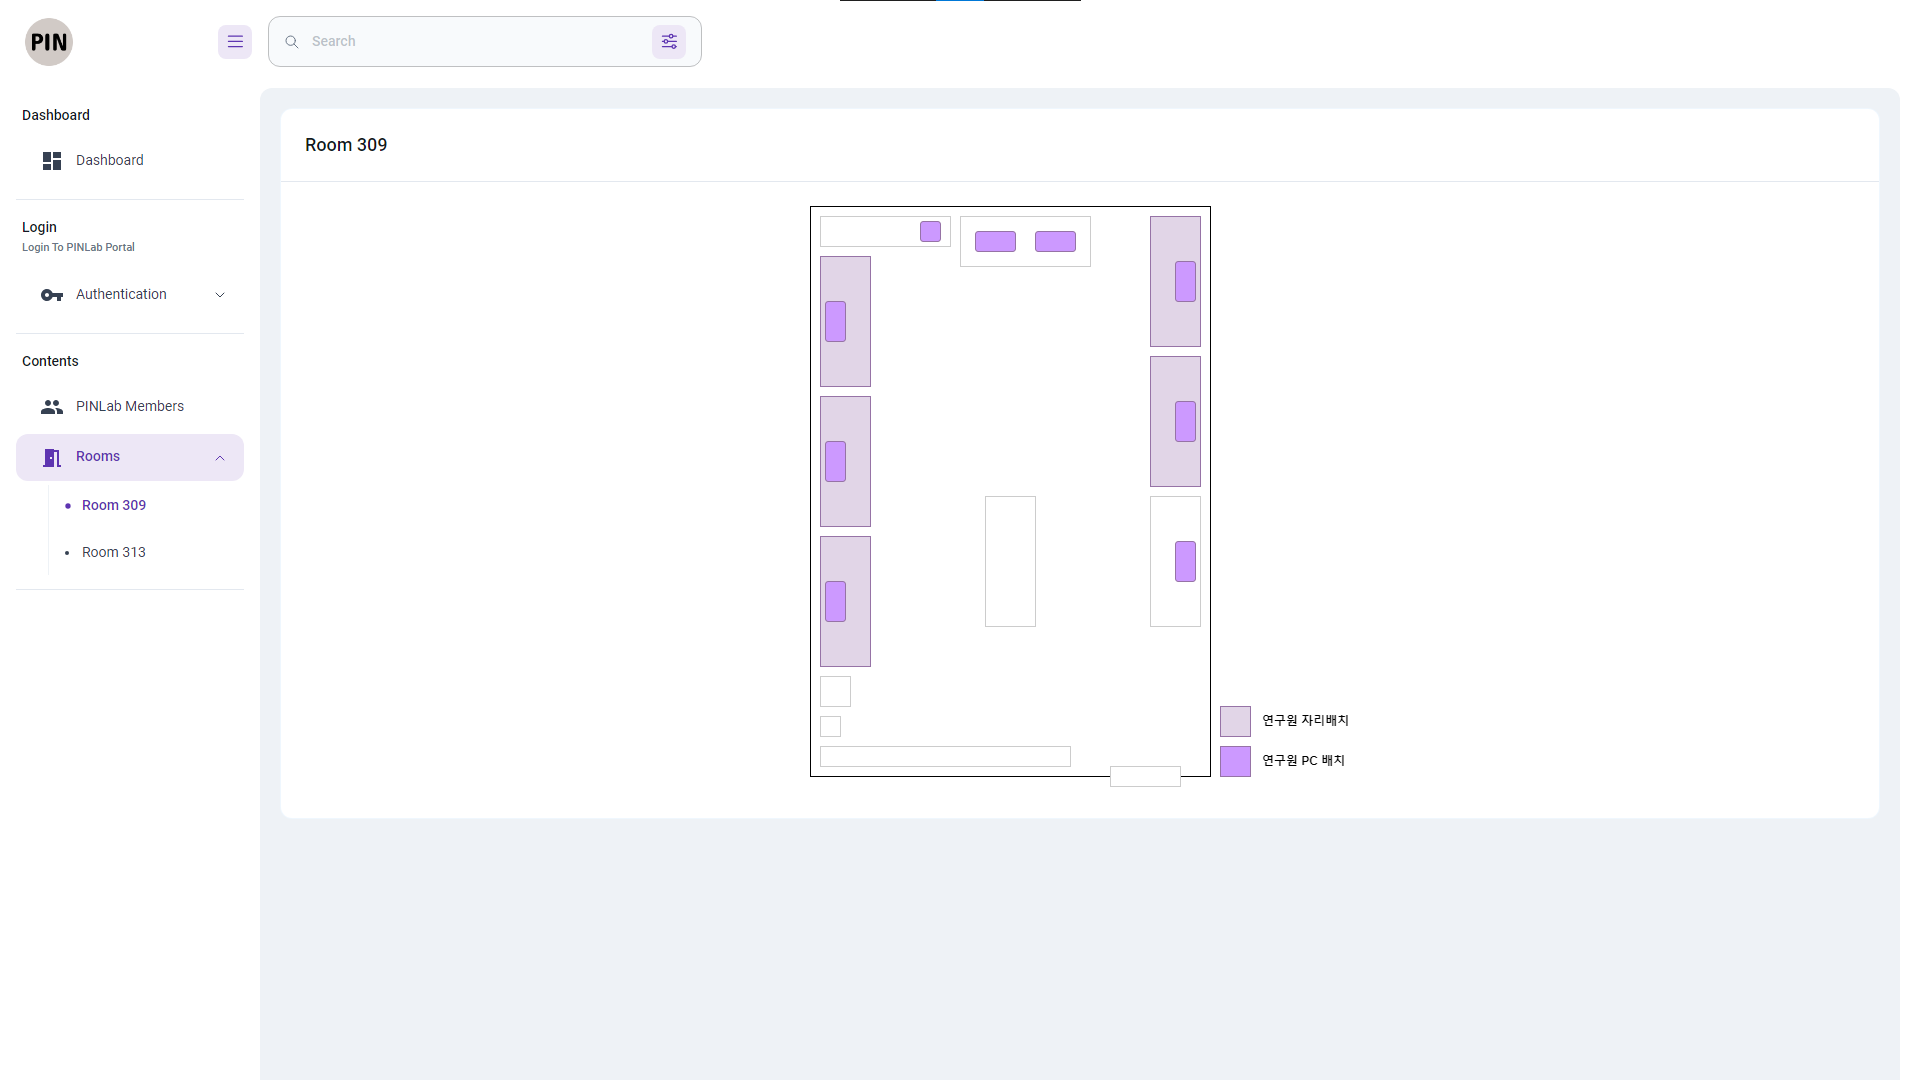 PIN
Search
Dashboard
Dashboard
Login
Login To PINLab Portal
Authentication
Contents
PINLab Members
Rooms
Room 309
Room 313
Room 309
연구원 자리배치
연구원 PC 배치